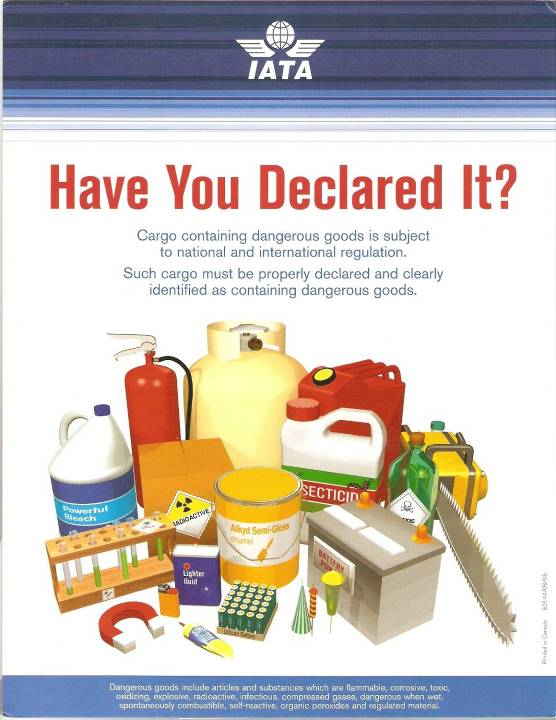 IATA
Have You Declared It?
Cargo containing dangerous goods is subject
to national and international regulation.
Such cargo must be properly declared and clearly
identified as containing dangerous goods.
Powerful
Bleach
RADIOACTIVE
SECTICID
Alkyd Semi-Gloss
enamel
XIC
BATTERY
Lighter
fluid
Printed in Canada
Dangerous goods include articles and substances which are flammable, corrosive, toxic,
oxidizing, explosive, radioactive, infectious, compressed gases, dangerous when wet,
spontaneously combustible, self-reactive, organic peroxides and regulated material.